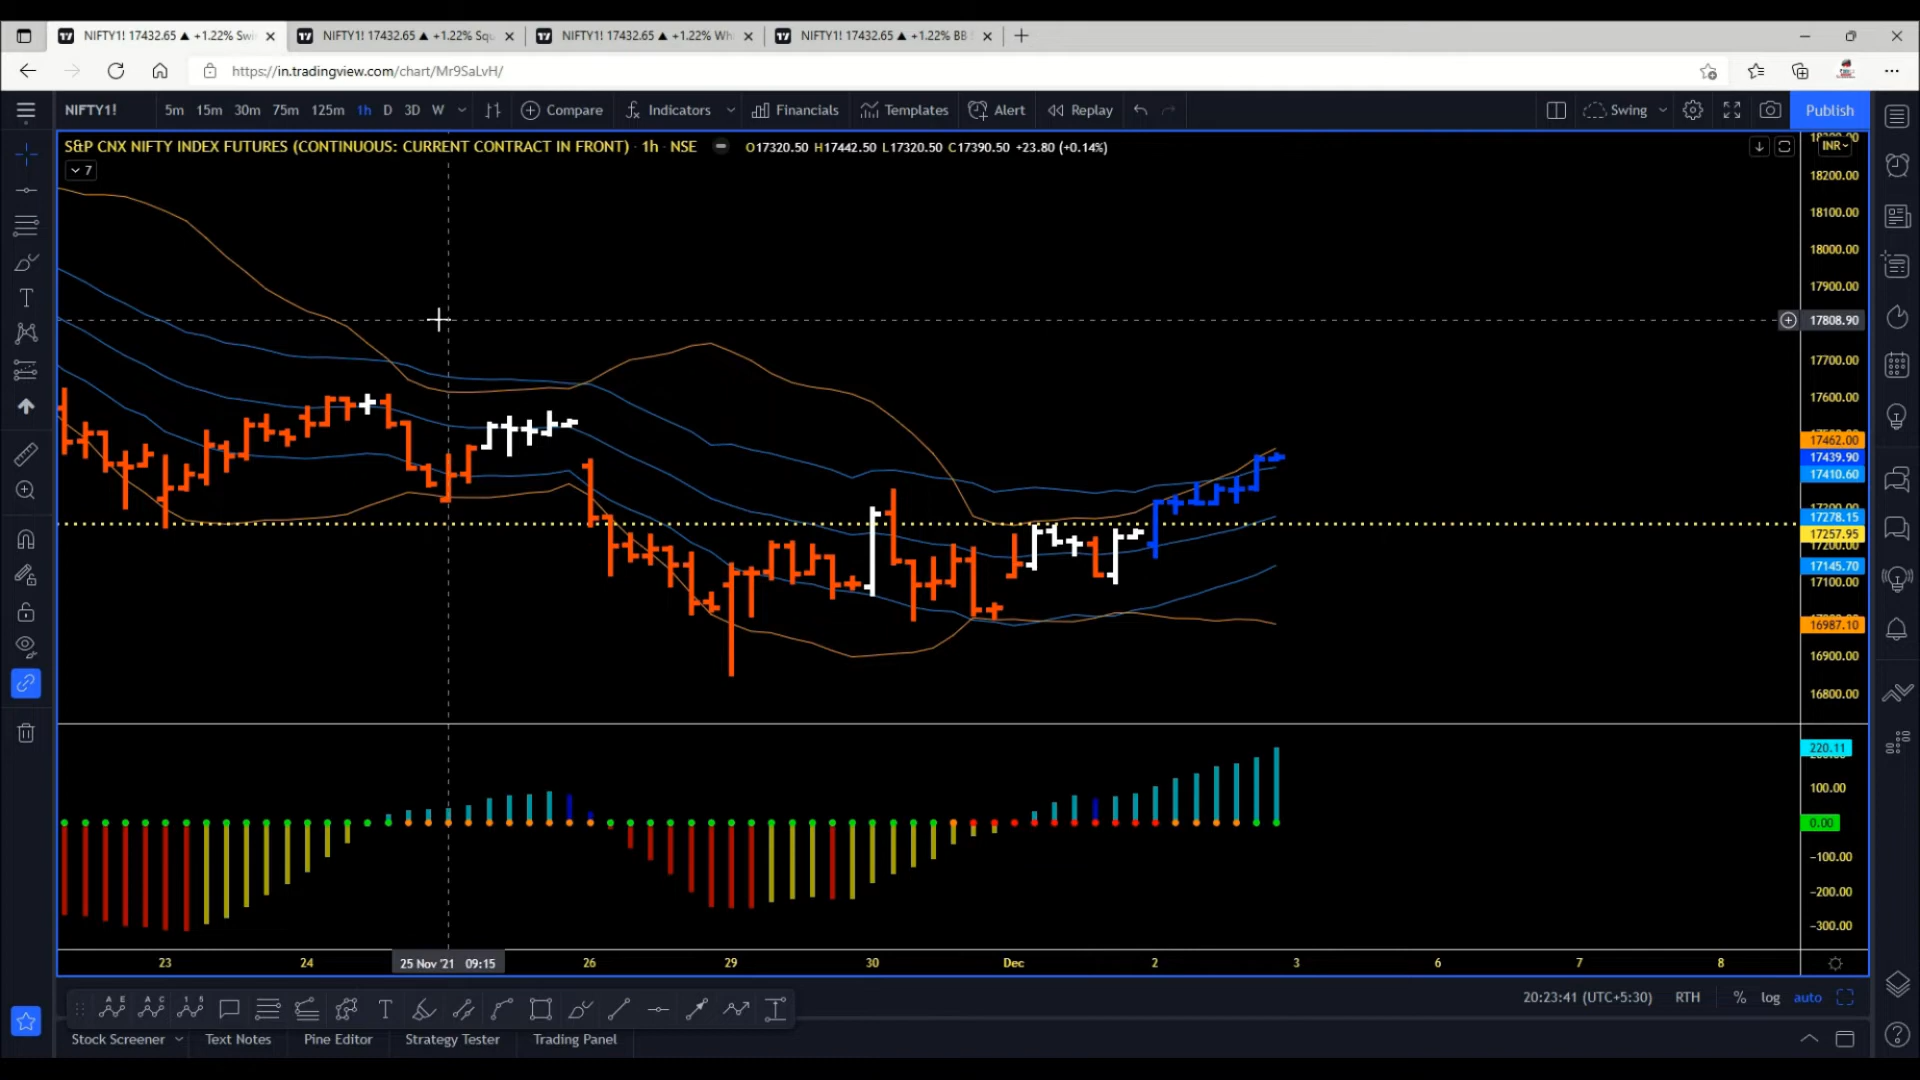 NIFTY1! 17432.65 ▲ +1.22% Swi
NIFTY1! 17432.65 ▲ +1.22% Squ
NIFTY1! 17432.65 ▲ +1.22% Wh
NIFTY1! 17432.65 ▲ +1.22% BB
https://in.tradingview.com/chart/Mr9SaLvH/
NIFTY1! 5m 15m 30m 75m 125m 1h D 3D W Compare Indicators Financials Templates Alert Replay Swing Publish
S&P CNX NIFTY INDEX FUTURES (CONTINUOUS: CURRENT CONTRACT IN FRONT) · 1h · NSE O17320.50 H17442.50 L17320.50 C17390.50 +23.80 (+0.14%)
INR
7
18200.00
18100.00
18000.00
17900.00
17808.90
17700.00
17600.00
17462.00
17439.90
17410.60
17278.15
17257.95
17200.00
17145.70
17100.00
16987.10
16900.00
16800.00
220.11
100.00
0.00
−100.00
−200.00
−300.00
23 24 25 Nov '21 09:15 26 29 30 Dec 2 3 6 7 8
20:23:41 (UTC+5:30) RTH % log auto
Stock Screener Text Notes Pine Editor Strategy Tester Trading Panel